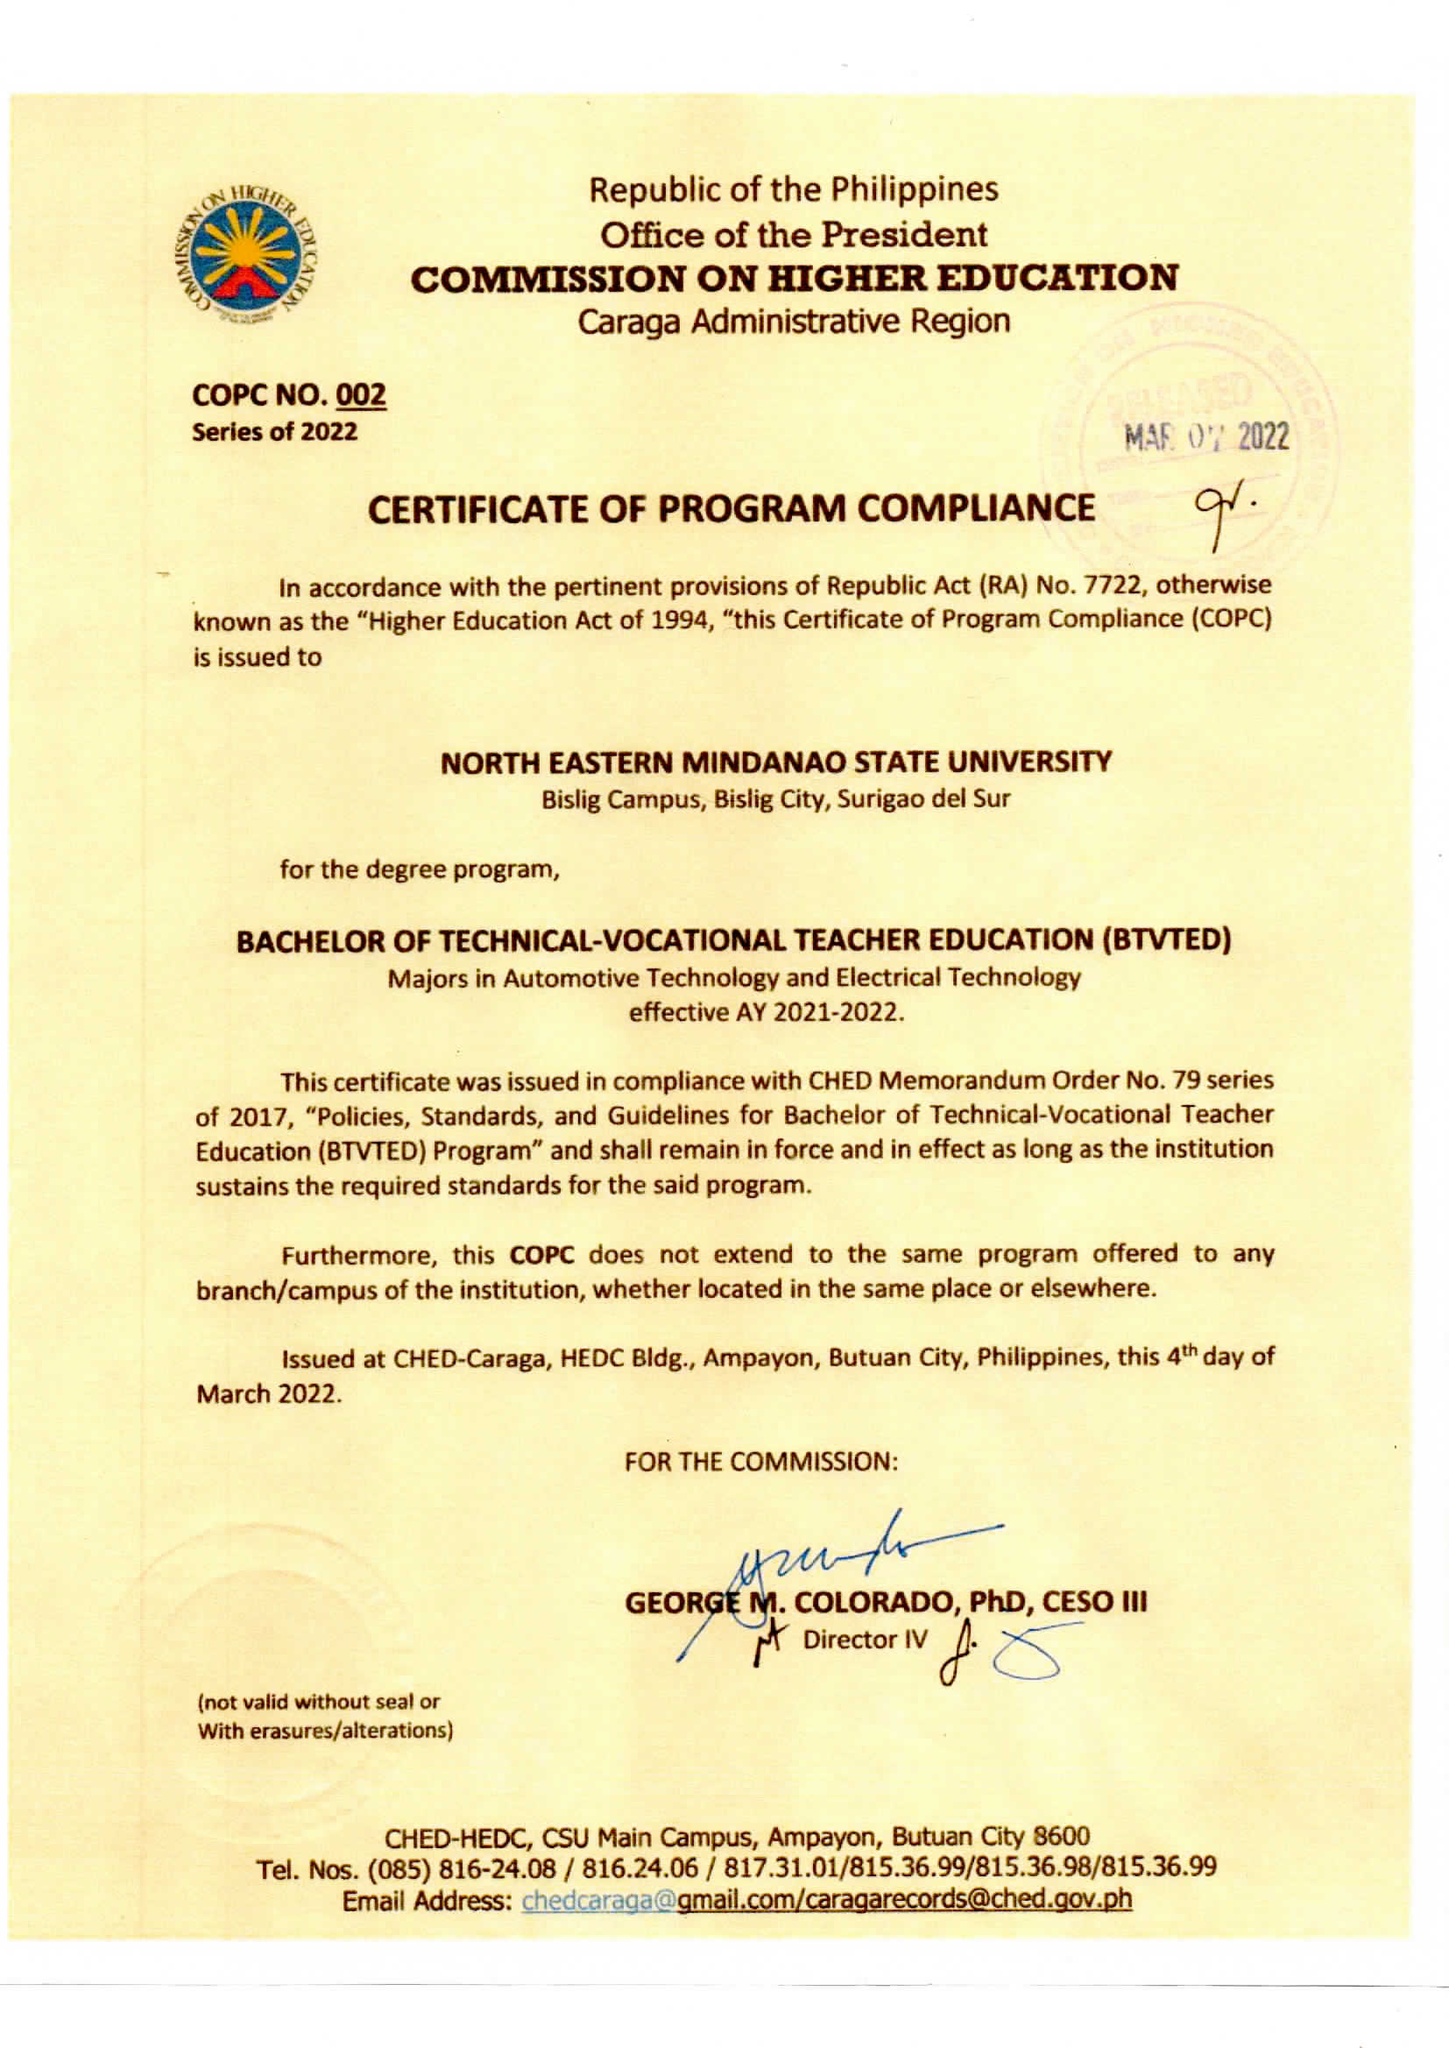 COMMISSION ON HIGHER EDUCATION
Republic of the Philippines
Office of the President
COMMISSION ON HIGHER EDUCATION
Caraga Administrative Region
COPC NO. 002
Series of 2022
RELEASED
MAR 07 2022
CERTIFICATE OF PROGRAM COMPLIANCE
In accordance with the pertinent provisions of Republic Act (RA) No. 7722, otherwise
known as the “Higher Education Act of 1994, “this Certificate of Program Compliance (COPC)
is issued to
NORTH EASTERN MINDANAO STATE UNIVERSITY
Bislig Campus, Bislig City, Surigao del Sur
for the degree program,
BACHELOR OF TECHNICAL-VOCATIONAL TEACHER EDUCATION (BTVTED)
Majors in Automotive Technology and Electrical Technology
effective AY 2021-2022.
This certificate was issued in compliance with CHED Memorandum Order No. 79 series
of 2017, “Policies, Standards, and Guidelines for Bachelor of Technical-Vocational Teacher
Education (BTVTED) Program” and shall remain in force and in effect as long as the institution
sustains the required standards for the said program.
Furthermore, this COPC does not extend to the same program offered to any
branch/campus of the institution, whether located in the same place or elsewhere.
Issued at CHED-Caraga, HEDC Bldg., Ampayon, Butuan City, Philippines, this 4th day of
March 2022.
FOR THE COMMISSION:
GEORGE M. COLORADO, PhD, CESO III
Director IV
(not valid without seal or
With erasures/alterations)
CHED-HEDC, CSU Main Campus, Ampayon, Butuan City 8600
Tel. Nos. (085) 816-24.08 / 816.24.06 / 817.31.01/815.36.99/815.36.98/815.36.99
Email Address: chedcaraga@gmail.com/caragarecords@ched.gov.ph